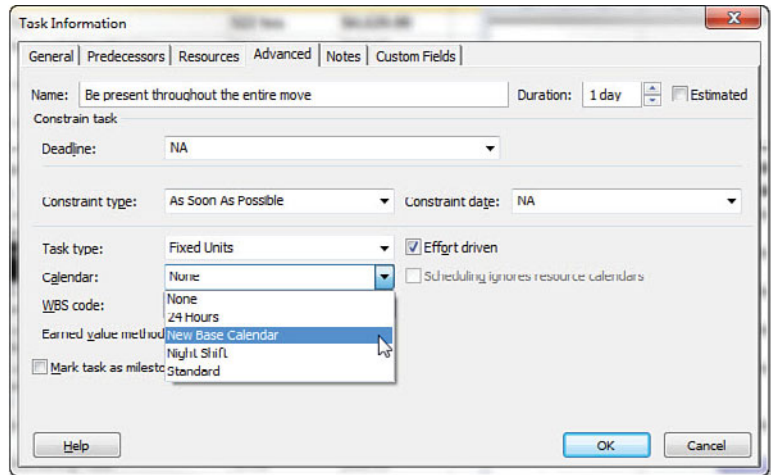 Task Information
General Predecessors Resources Advanced Notes Custom Fields
Name: Be present throughout the entire move Duration: 1 day Estimated
Constrain task
Deadline: NA
Constraint type: As Soon As Possible Constraint date: NA
Task type: Fixed Units Effort driven
Calendar: None Scheduling ignores resource calendars
WBS code: None
24 Hours
Earned value method New Base Calendar
Night Shift
Mark task as milesto Standard
Help OK Cancel